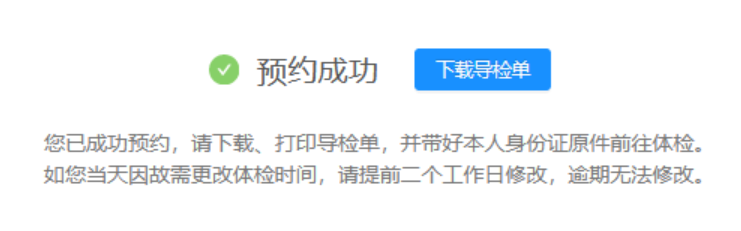 预约成功 下载导检单
您已成功预约，请下载、打印导检单，并带好本人身份证原件前往体检。
如您当天因故需更改体检时间，请提前二个工作日修改，逾期无法修改。